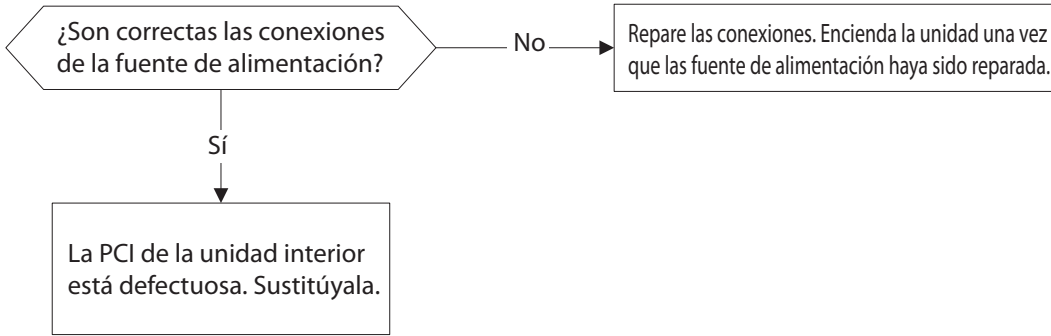 ¿Son correctas las conexiones
de la fuente de alimentación?
No
Repare las conexiones. Encienda la unidad una vez
que las fuente de alimentación haya sido reparada.
Sí
La PCI de la unidad interior
está defectuosa. Sustitúyala.